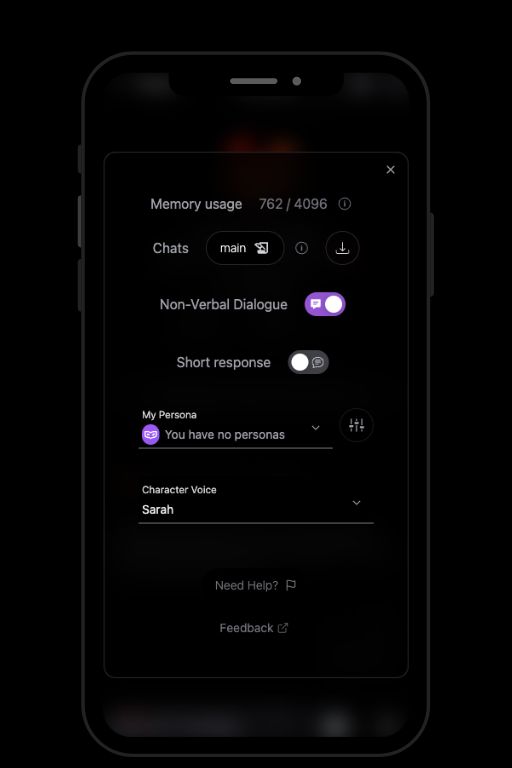 Memory usage 762 / 4096
Chats main
Non-Verbal Dialogue
Short response
My Persona
You have no personas
Character Voice
Sarah
Need Help?
Feedback